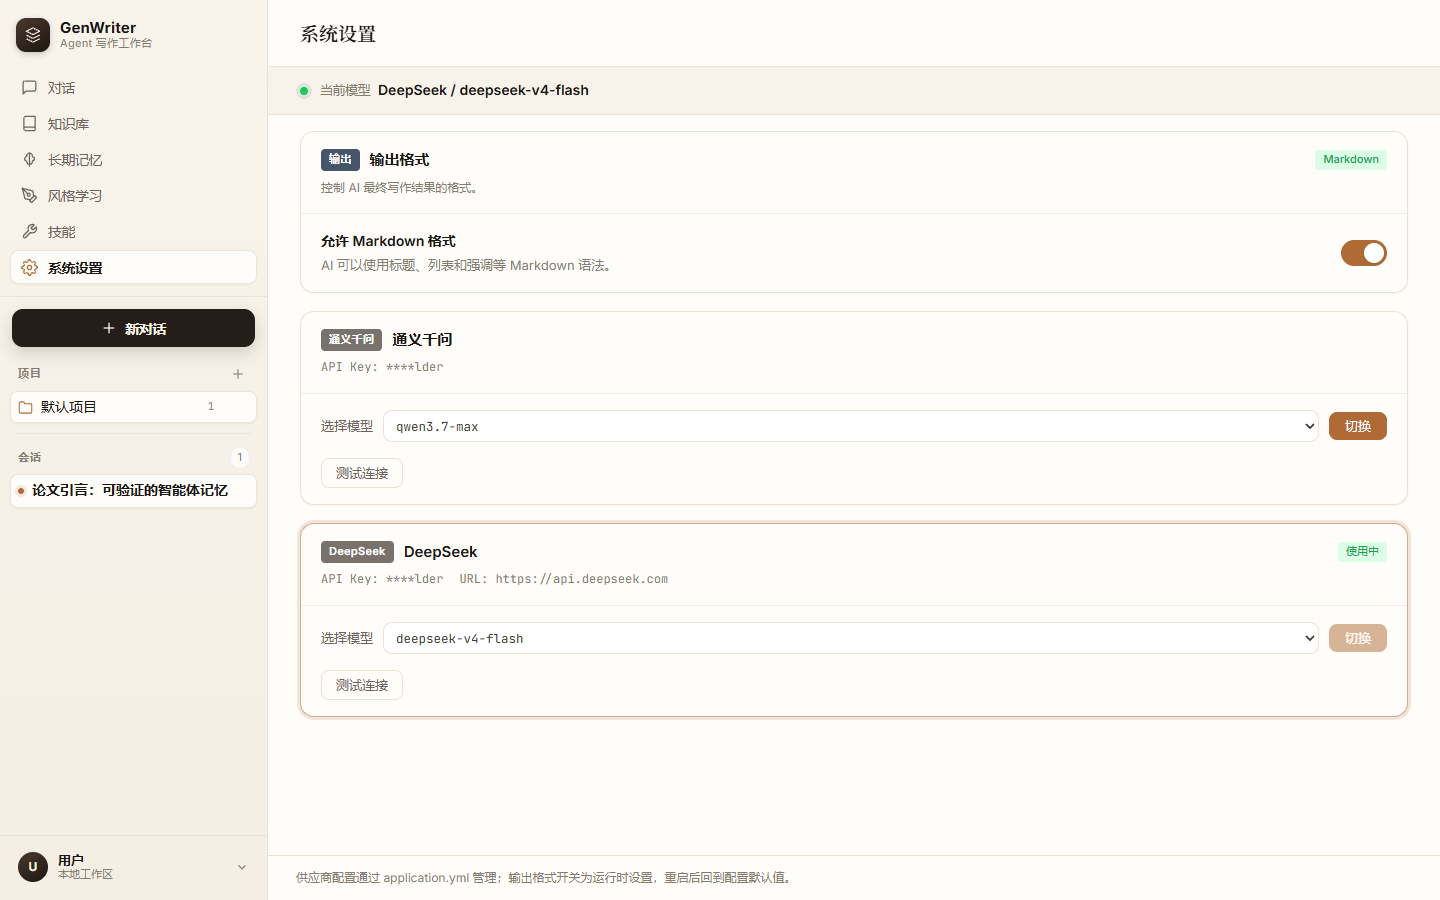 GenWriter
Agent 写作工作台
对话
知识库
长期记忆
风格学习
技能
系统设置
新对话
项目
默认项目 1
会话 1
论文引言：可验证的智能体记忆
U 用户
本地工作区
系统设置
当前模型 DeepSeek / deepseek-v4-flash
输出 输出格式 Markdown
控制 AI 最终写作结果的格式。
允许 Markdown 格式
AI 可以使用标题、列表和强调等 Markdown 语法。
通义千问 通义千问
API Key: ****lder
选择模型 qwen3.7-max 切换
测试连接
DeepSeek DeepSeek 使用中
API Key: ****lder URL: https://api.deepseek.com
选择模型 deepseek-v4-flash 切换
测试连接
供应商配置通过 application.yml 管理；输出格式开关为运行时设置，重启后回到配置默认值。